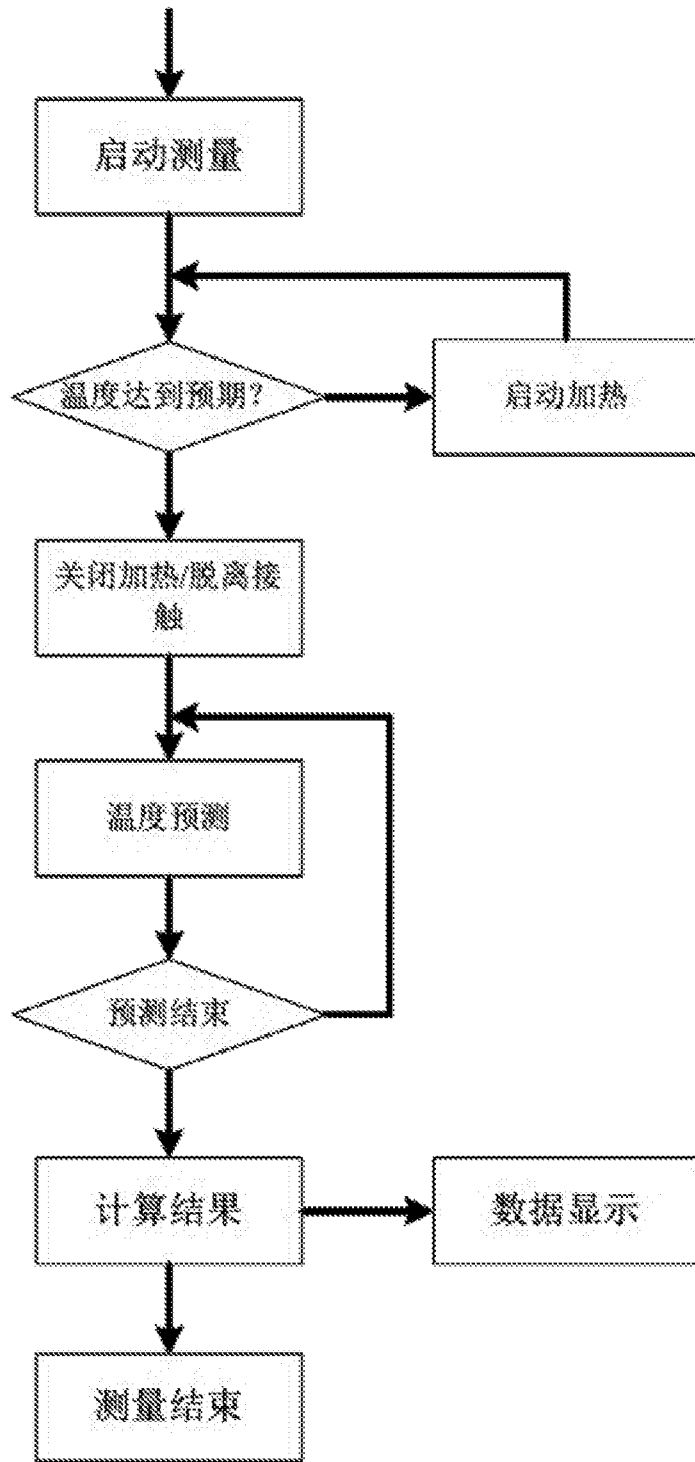 启动测量
温度达到预期?
启动加热
关闭加热/脱离接
触
温度预测
预测结束
计算结果
数据显示
测量结束